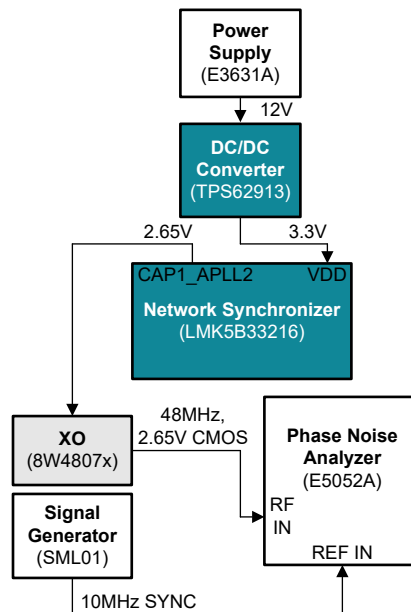 Power
Supply
(E3631A)
12V
DC/DC
Converter
(TPS62913)
2.65V
3.3V
CAP1_APLL2
VDD
Network Synchronizer
(LMK5B33216)
48MHz,
2.65V CMOS
XO
(8W4807x)
Phase Noise
Analyzer
(E5052A)
RF
IN
REF IN
Signal
Generator
(SML01)
10MHz SYNC